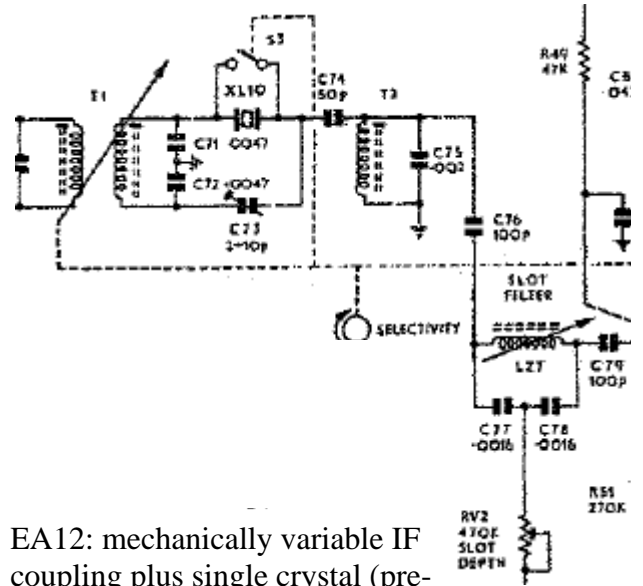 S3
R49
47K
T1
XL10
C74
50p
T3
C71
·0047
C75
·002
C72
·0047
C73
2-10p
C76
100p
SLOT
FILTER
SELECTIVITY
L27
C79
100p
C77
·0016
C78
·0016
R51
270K
RV2
470K
SLOT
DEPTH
EA12: mechanically variable IF
coupling plus single crystal (pre-